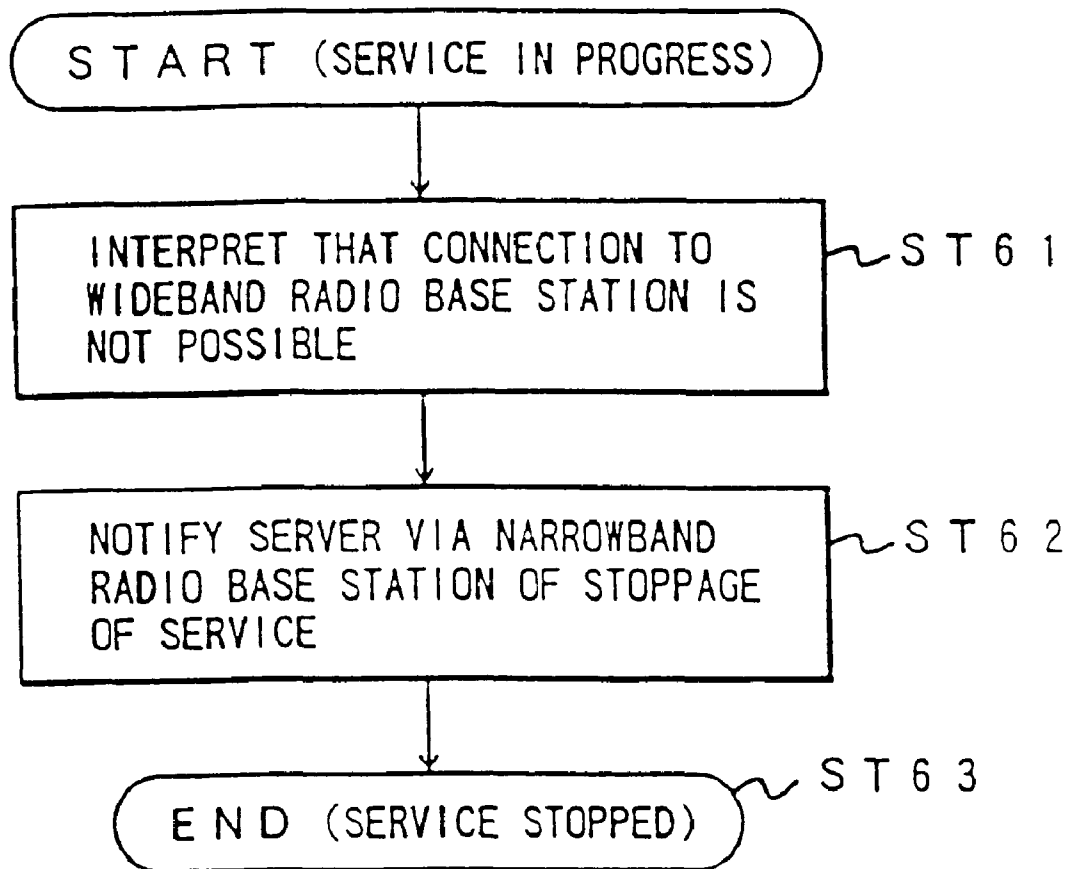 START (SERVICE IN PROGRESS)
INTERPRET THAT CONNECTION TO
WIDEBAND RADIO BASE STATION IS
NOT POSSIBLE
ST61
NOTIFY SERVER VIA NARROWBAND
RADIO BASE STATION OF STOPPAGE
OF SERVICE
ST62
END (SERVICE STOPPED)
ST63